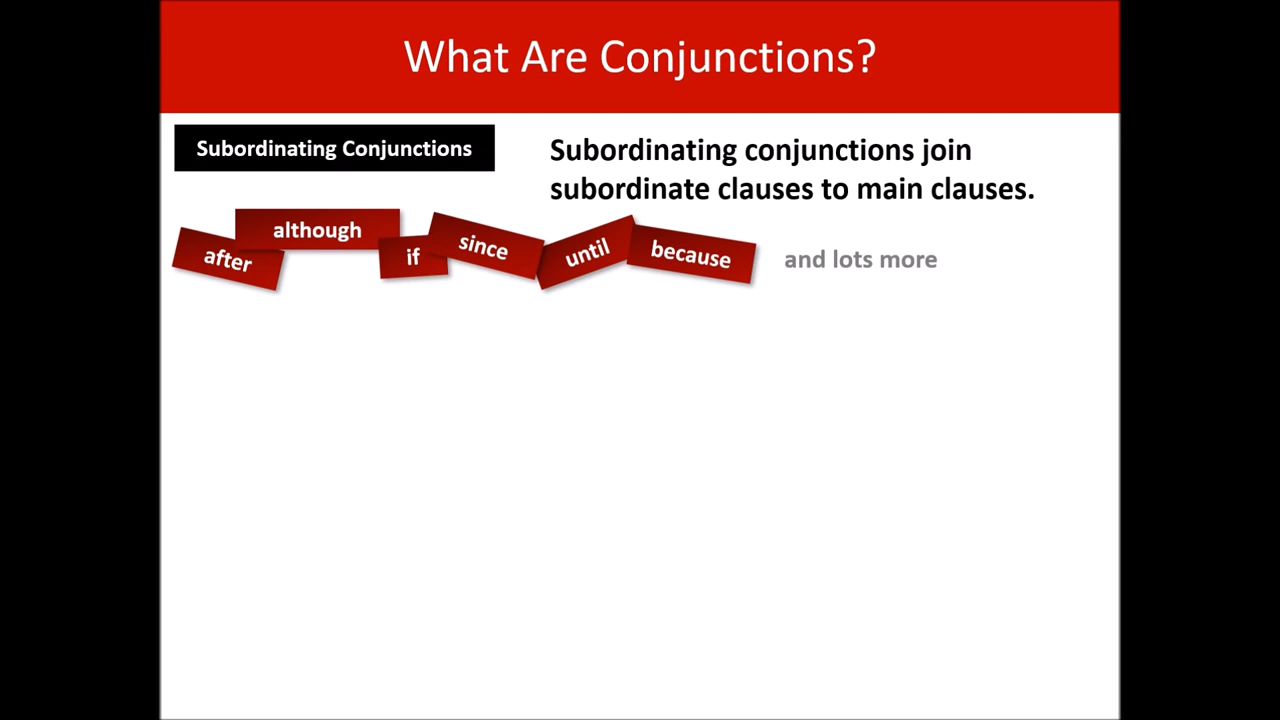 What Are Conjunctions?
Subordinating Conjunctions
Subordinating conjunctions join
subordinate clauses to main clauses.
after
although
if
since
until
because
and lots more